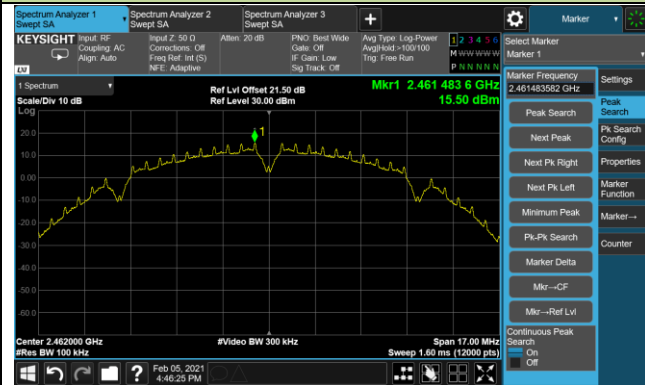 Spectrum Analyzer 1
Swept SA
Spectrum Analyzer 2
Swept SA
Spectrum Analyzer 3
Swept SA
+
Marker
KEYSIGHT
Input: RF
Coupling: AC
Align: Auto
Input Z: 50 Ω
Corrections: Off
Freq Ref: Int (S)
NFE: Adaptive
Atten: 20 dB
PNO: Best Wide
Gate: Off
IF Gain: Low
Sig Track: Off
Avg Type: Log-Power
Avg|Hold:>100/100
Trig: Free Run
1 2 3 4 5 6
M W W W W W
P N N N N N
LXI
Select Marker
Marker 1
1 Spectrum
Scale/Div 10 dB
Log
Ref Lvl Offset 21.50 dB
Ref Level 30.00 dBm
Mkr1 2.461 483 6 GHz
15.50 dBm
1
20.0
10.0
0.00
-10.0
-20.0
-30.0
-40.0
-50.0
-60.0
Center 2.462000 GHz
#Res BW 100 kHz
#Video BW 300 kHz
Span 17.00 MHz
Sweep 1.60 ms (12000 pts)
Marker Frequency
2.461483582 GHz
Peak Search
Next Peak
Next Pk Right
Next Pk Left
Minimum Peak
Pk-Pk Search
Marker Delta
Mkr→CF
Mkr→Ref Lvl
Continuous Peak
Search
On
Off
Settings
Peak
Search
Pk Search
Config
Properties
Marker
Function
Marker→
Counter
?
Feb 05, 2021
4:46:25 PM